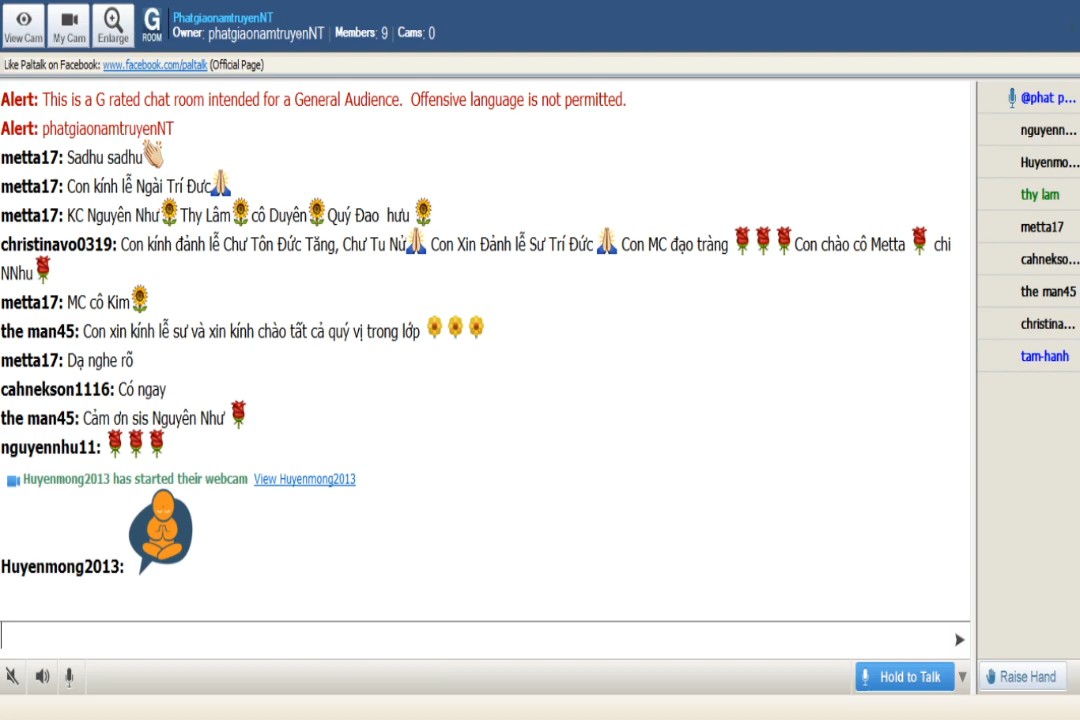 PhatgiaonamtruyenNT
View Cam My Cam Enlarge G ROOM Owner: phatgiaonamtruyenNT | Members: 9 | Cams: 0
Like Paltalk on Facebook: www.facebook.com/paltalk (Official Page)
Alert: This is a G rated chat room intended for a General Audience. Offensive language is not permitted.
Alert: phatgiaonamtruyenNT
metta17: Sadhu sadhu
metta17: Con kính lễ Ngài Trí Đưc
metta17: KC Nguyên Như Thy Lâm cô Duyên Quý Đao hưu
christinavo0319: Con kính đảnh lễ Chư Tôn Đức Tăng, Chư Tu Nữ Con Xin Đảnh lễ Sư Trí Đức Con MC đạo tràng Con chào cô Metta chi
NNhu
metta17: MC cô Kim
the man45: Con xin kính lễ sư và xin kính chào tất cả quý vị trong lớp
metta17: Dạ nghe rõ
cahnekson1116: Có ngay
the man45: Cảm ơn sis Nguyên Như
nguyennhu11:
Huyenmong2013 has started their webcam View Huyenmong2013
Huyenmong2013:
@phat p...
nguyenn...
Huyenmo...
thy lam
metta17
cahnekso...
the man45
christina...
tam-hanh
Hold to Talk
Raise Hand